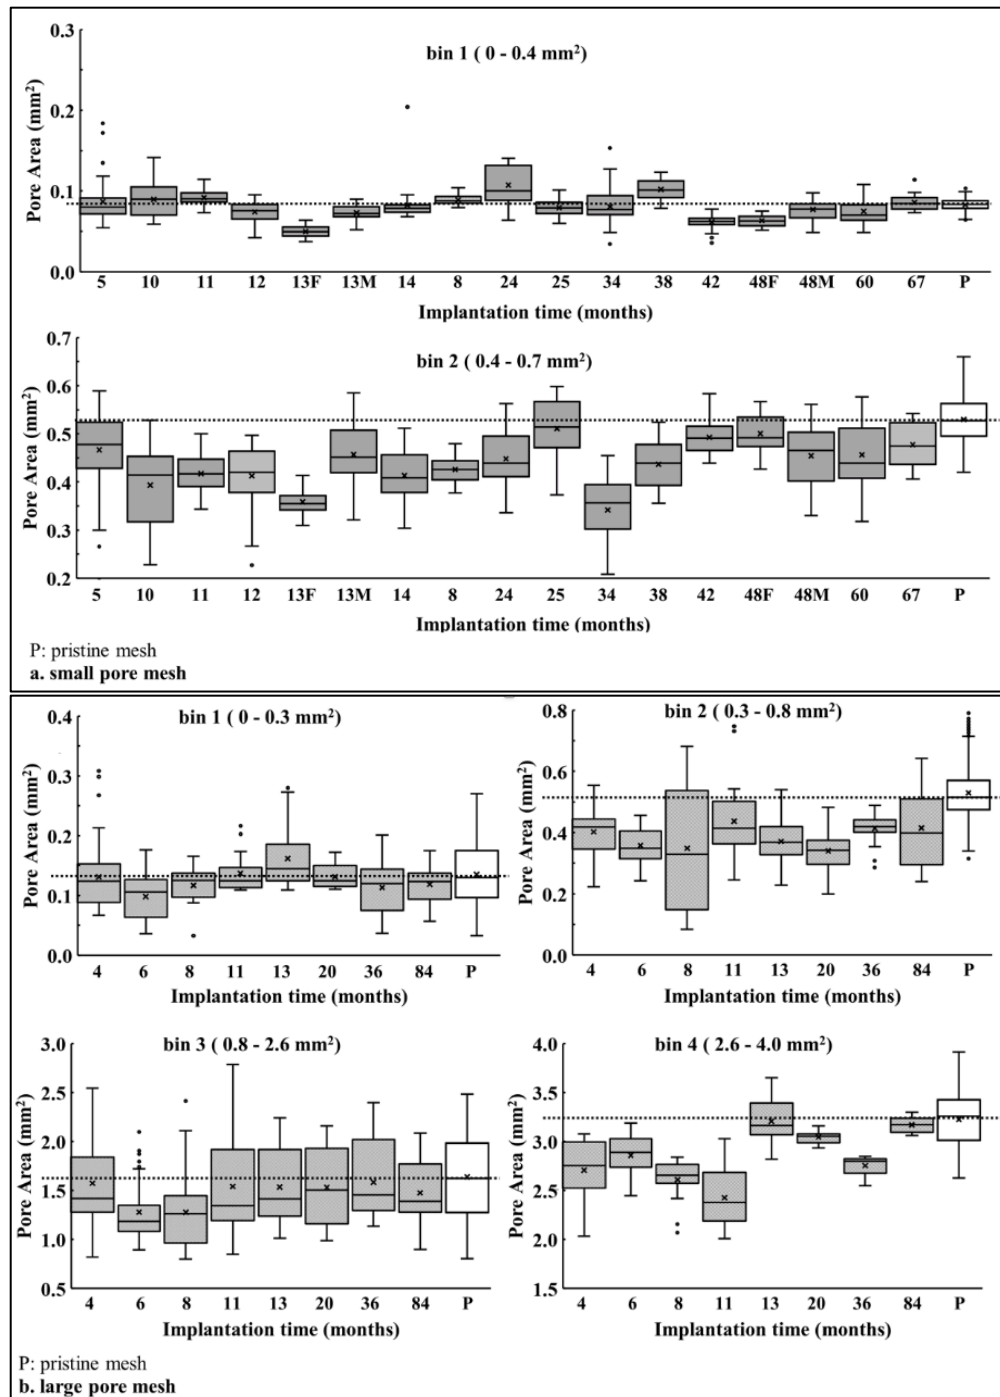 bin 1 ( 0 - 0.4 mm²)
Pore Area (mm²)
0.3
0.2
0.1
0.0
5 10 11 12 13F 13M 14 8 24 25 34 38 42 48F 48M 60 67 P
Implantation time (months)
bin 2 ( 0.4 - 0.7 mm²)
Pore Area (mm²)
0.7
0.6
0.5
0.4
0.3
0.2
5 10 11 12 13F 13M 14 8 24 25 34 38 42 48F 48M 60 67 P
Implantation time (months)
P: pristine mesh
a. small pore mesh
bin 1 ( 0 - 0.3 mm²)
Pore Area (mm²)
0.4
0.3
0.2
0.1
0.0
4 6 8 11 13 20 36 84 P
Implantation time (months)
bin 2 ( 0.3 - 0.8 mm²)
Pore Area (mm²)
0.8
0.6
0.4
0.2
0.0
4 6 8 11 13 20 36 84 P
Implantation time (months)
bin 3 ( 0.8 - 2.6 mm²)
Pore Area (mm²)
3.0
2.5
2.0
1.5
1.0
0.5
4 6 8 11 13 20 36 84 P
Implantation time (months)
bin 4 ( 2.6 - 4.0 mm²)
Pore Area (mm²)
4.0
3.5
3.0
2.5
2.0
1.5
4 6 8 11 13 20 36 84 P
Implantation time (months)
P: pristine mesh
b. large pore mesh